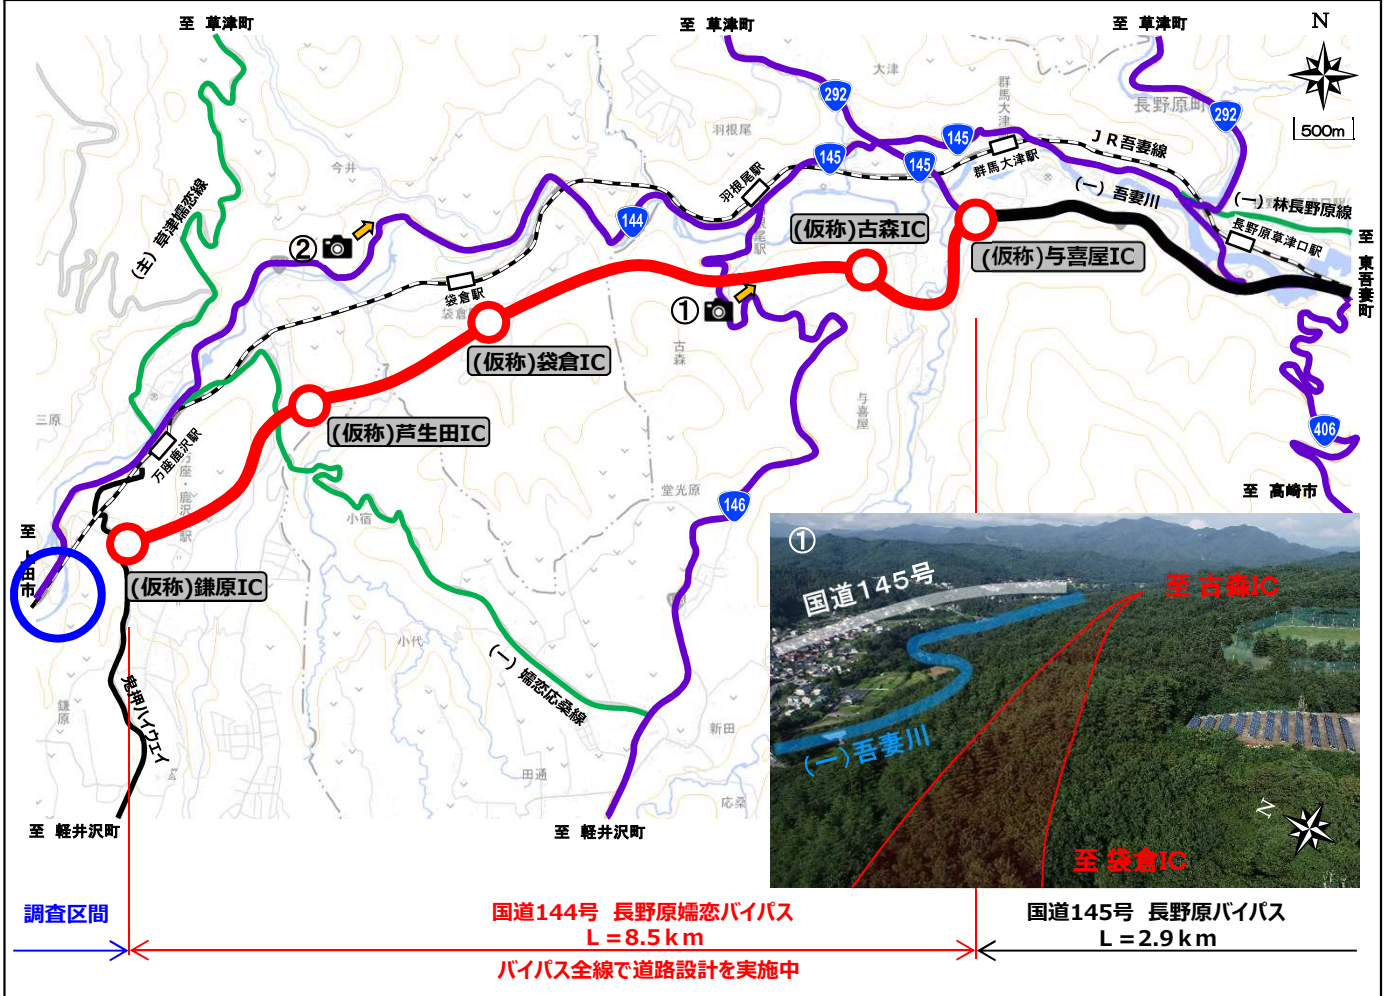 至 草津町
至 草津町
至 草津町
N
500m
大津
群馬大津
長野原町
292
292
羽根尾
今井
145
145
145
ＪＲ吾妻線
群馬大津駅
羽根尾駅
(一)吾妻川
(一)林長野原線
長野原草津口駅
至 東吾妻町
(主)草津嬬恋線
144
②
(仮称)古森IC
(仮称)与喜屋IC
袋倉駅
袋倉
①
(仮称)袋倉IC
古森
与喜屋
三原
(仮称)芦生田IC
万座鹿沢駅
万座・鹿沢
406
至 高崎市
堂光原
146
小宿
至 上田市
(仮称)鎌原IC
小代
(一)嬬恋応桑線
鬼押ハイウェイ
鎌原
新田
田通
応桑
至 軽井沢町
至 軽井沢町
①
国道145号
至 古森IC
(一)吾妻川
至 袋倉IC
N
調査区間
国道144号 長野原嬬恋バイパス
L＝8.5ｋｍ
バイパス全線で道路設計を実施中
国道145号 長野原バイパス
L＝2.9ｋｍ